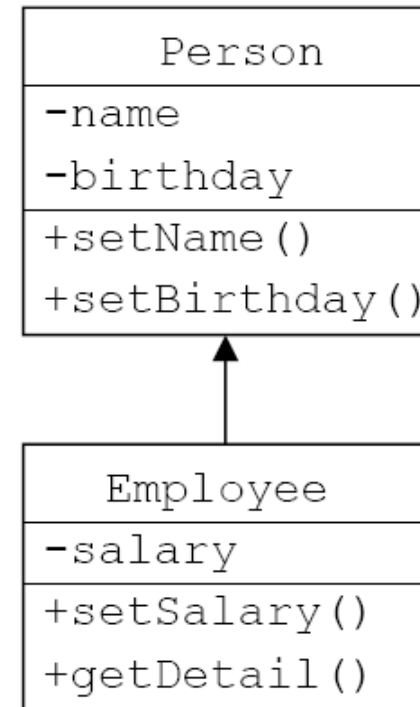 Person
-name
-birthday
+setName()
+setBirthday()
Employee
-salary
+setSalary()
+getDetail()